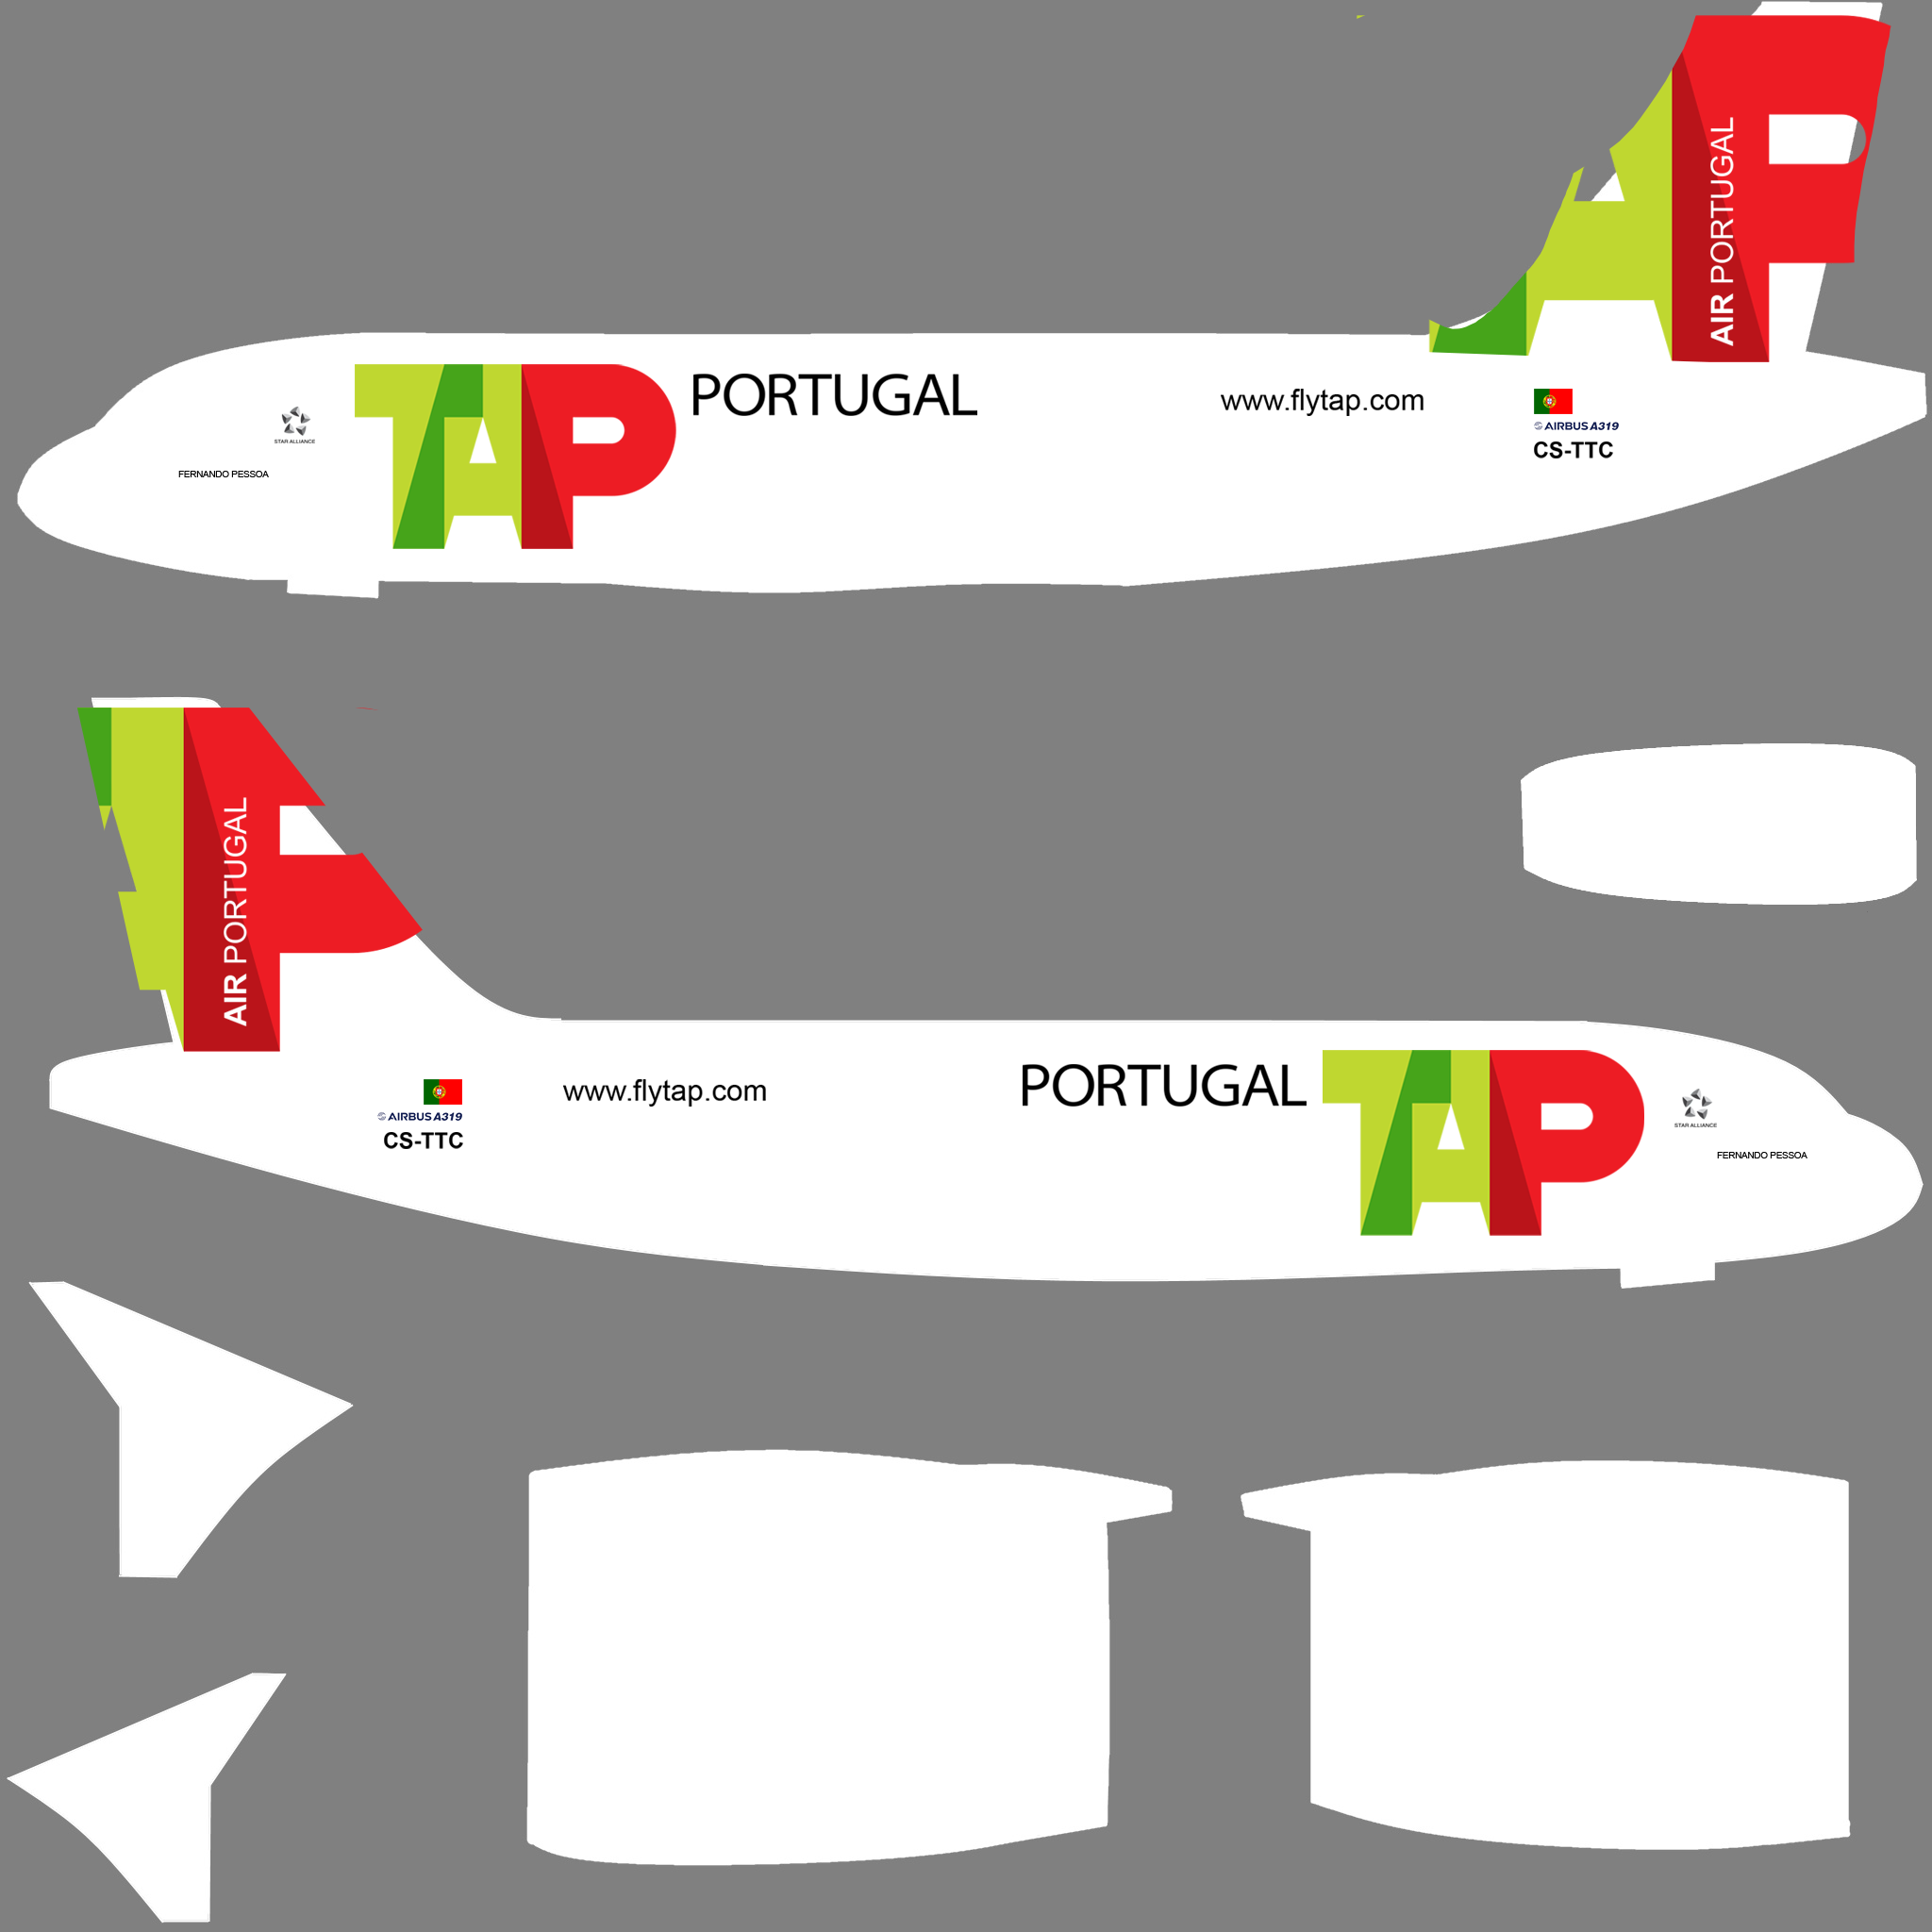 AIR PORTUGAL
TAP PORTUGAL
www.flytap.com
STAR ALLIANCE
AIRBUS A319
CS-TTC
FERNANDO PESSOA
AIR PORTUGAL
www.flytap.com
PORTUGAL TAP
AIRBUS A319
CS-TTC
STAR ALLIANCE
FERNANDO PESSOA